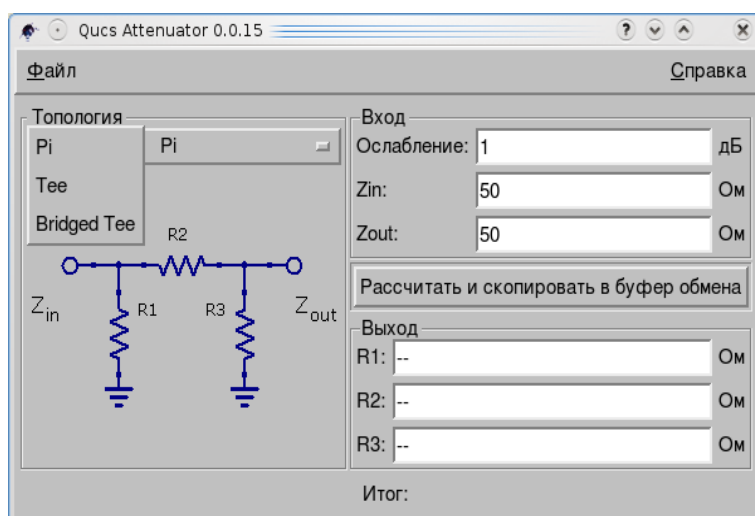 Qucs Attenuator 0.0.15
Файл
Справка
Топология
Pi
Pi
Tee
Bridged Tee
R2
Zin
R1
R3
Zout
Вход
Ослабление: 1 дБ
Zin: 50 Ом
Zout: 50 Ом
Рассчитать и скопировать в буфер обмена
Выход
R1: -- Ом
R2: -- Ом
R3: -- Ом
Итог: